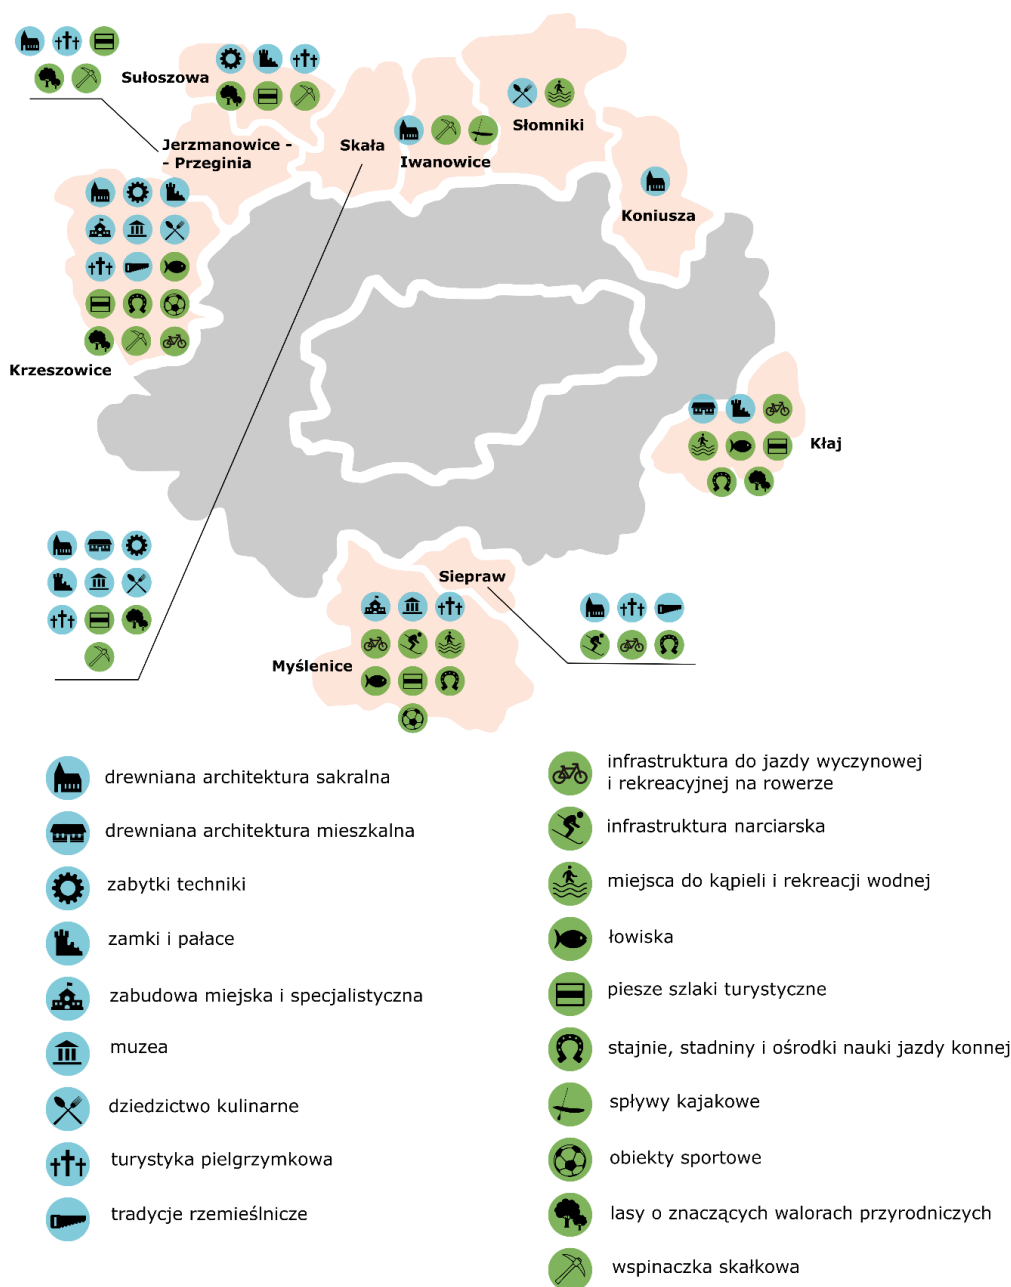 Sułoszowa
Jerzmanowice -
- Przeginia
Skała
Iwanowice
Słomniki
Koniusza
Krzeszowice
Kłaj
Siepraw
Myślenice
drewniana architektura sakralna
drewniana architektura mieszkalna
zabytki techniki
zamki i pałace
zabudowa miejska i specjalistyczna
muzea
dziedzictwo kulinarne
turystyka pielgrzymkowa
tradycje rzemieślnicze
infrastruktura do jazdy wyczynowej
i rekreacyjnej na rowerze
infrastruktura narciarska
miejsca do kąpieli i rekreacji wodnej
łowiska
piesze szlaki turystyczne
stajnie, stadniny i ośrodki nauki jazdy konnej
spływy kajakowe
obiekty sportowe
lasy o znaczących walorach przyrodniczych
wspinaczka skałkowa